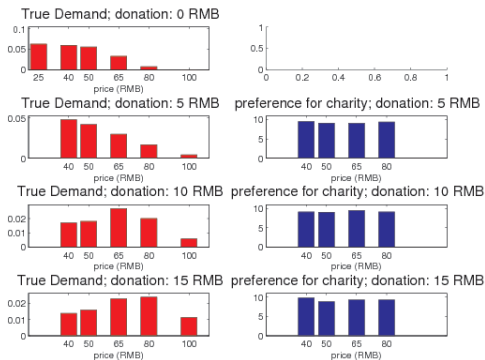 True Demand; donation: 0 RMB
0.1
0.05
0
25 40 50 65 80 100
price (RMB)
1
0.5
0
0 0.2 0.4 0.6 0.8 1
True Demand; donation: 5 RMB
0.05
0
40 50 65 80 100
price (RMB)
preference for charity; donation: 5 RMB
10
5
0
40 50 65 80
price (RMB)
True Demand; donation: 10 RMB
0.02
0.01
0
40 50 65 80 100
price (RMB)
preference for charity; donation: 10 RMB
10
5
0
40 50 65 80
price (RMB)
True Demand; donation: 15 RMB
0.02
0.01
0
40 50 65 80 100
price (RMB)
preference for charity; donation: 15 RMB
10
5
0
40 50 65 80
price (RMB)